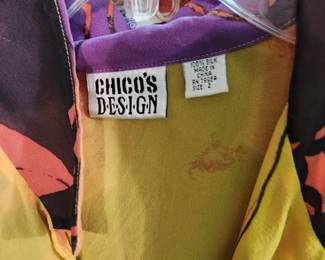 CHICO'S
DESIGN
100% SILK
MADE IN
CHINA
SIZE: 2